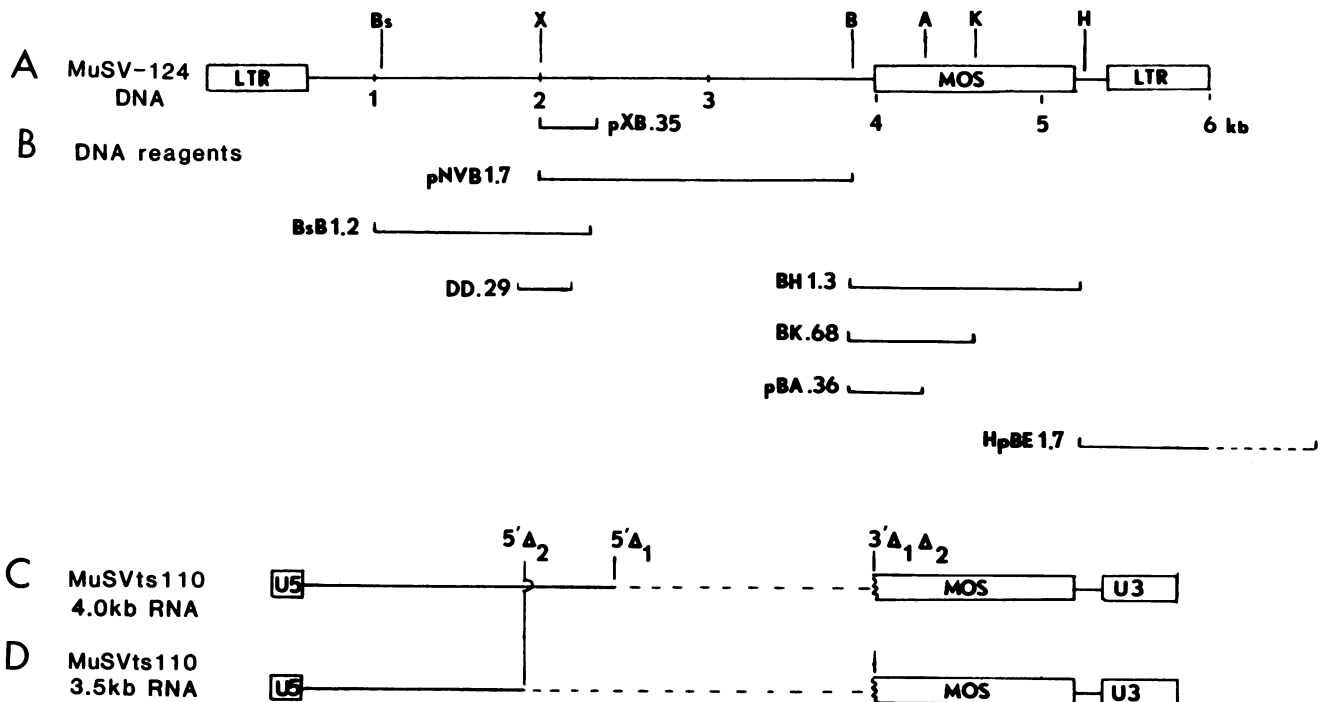 Bs X B A K H
A MuSV-124 DNA LTR MOS LTR
1 2 3 4 5 6 kb
pXB.35
B DNA reagents
pNVB1.7
BsB1.2
DD.29 BH1.3
BK.68
pBA.36
HpBE1.7
5'Δ2 5'Δ1 3'Δ1Δ2
C MuSVts110 4.0kb RNA U5 MOS U3
D MuSVts110 3.5kb RNA U5 MOS U3